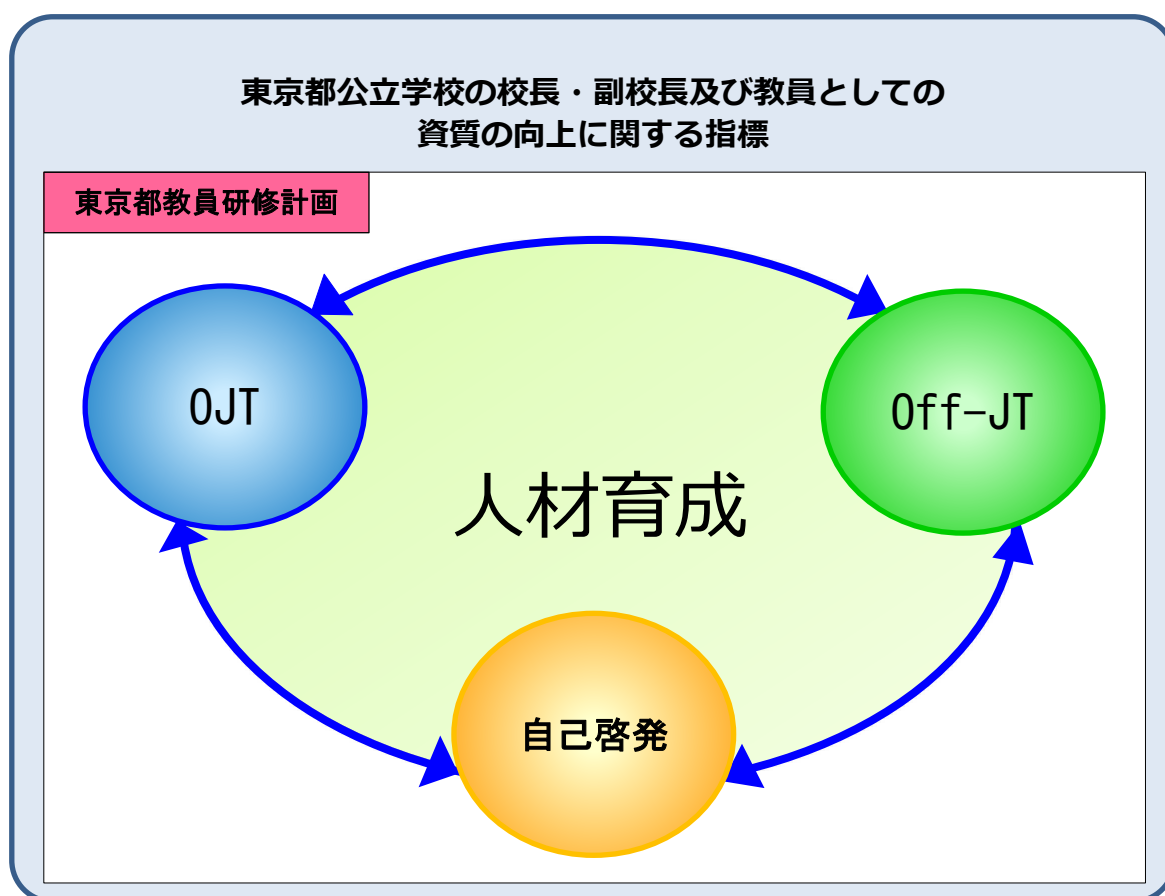 東京都公立学校の校長・副校長及び教員としての
資質の向上に関する指標
東京都教員研修計画
OJT
Off-JT
人材育成
自己啓発